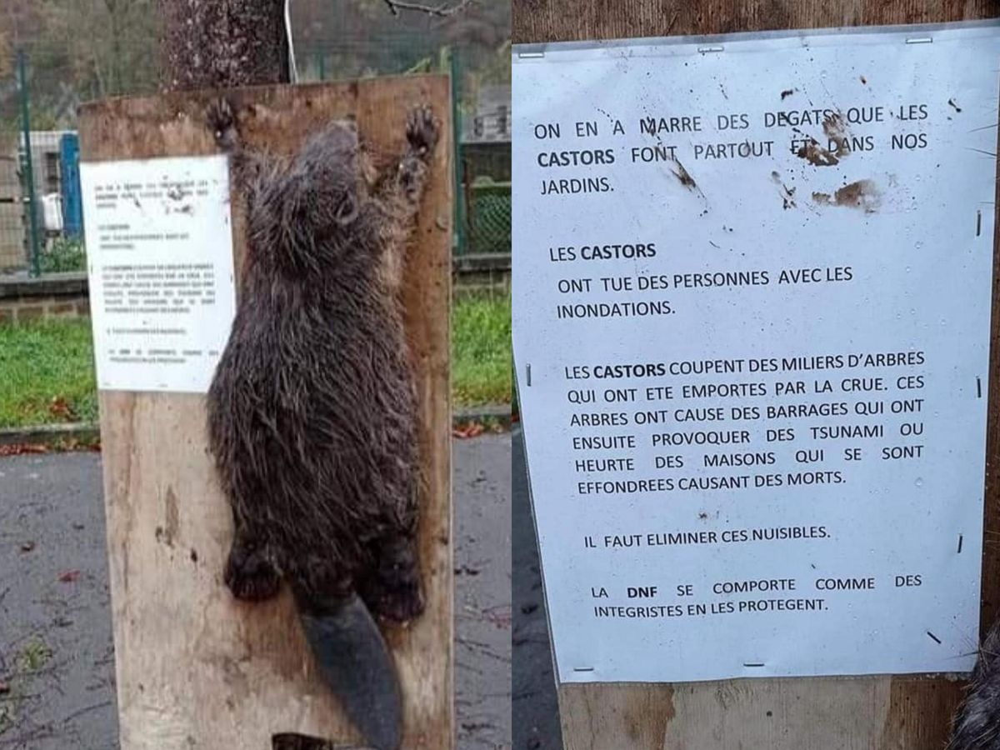 ON EN A MARRE DES DEGATS QUE LES
CASTORS FONT PARTOUT ET DANS NOS
JARDINS.
LES CASTORS
ONT TUE DES PERSONNES AVEC LES
INONDATIONS.
LES CASTORS COUPENT DES MILIERS D'ARBRES
QUI ONT ETE EMPORTES PAR LA CRUE. CES
ARBRES ONT CAUSE DES BARRAGES QUI ONT
ENSUITE PROVOQUER DES TSUNAMI OU
HEURTE DES MAISONS QUI SE SONT
EFFONDREES CAUSANT DES MORTS.
IL FAUT ELIMINER CES NUISIBLES.
LA DNF SE COMPORTE COMME DES
INTEGRISTES EN LES PROTEGENT.